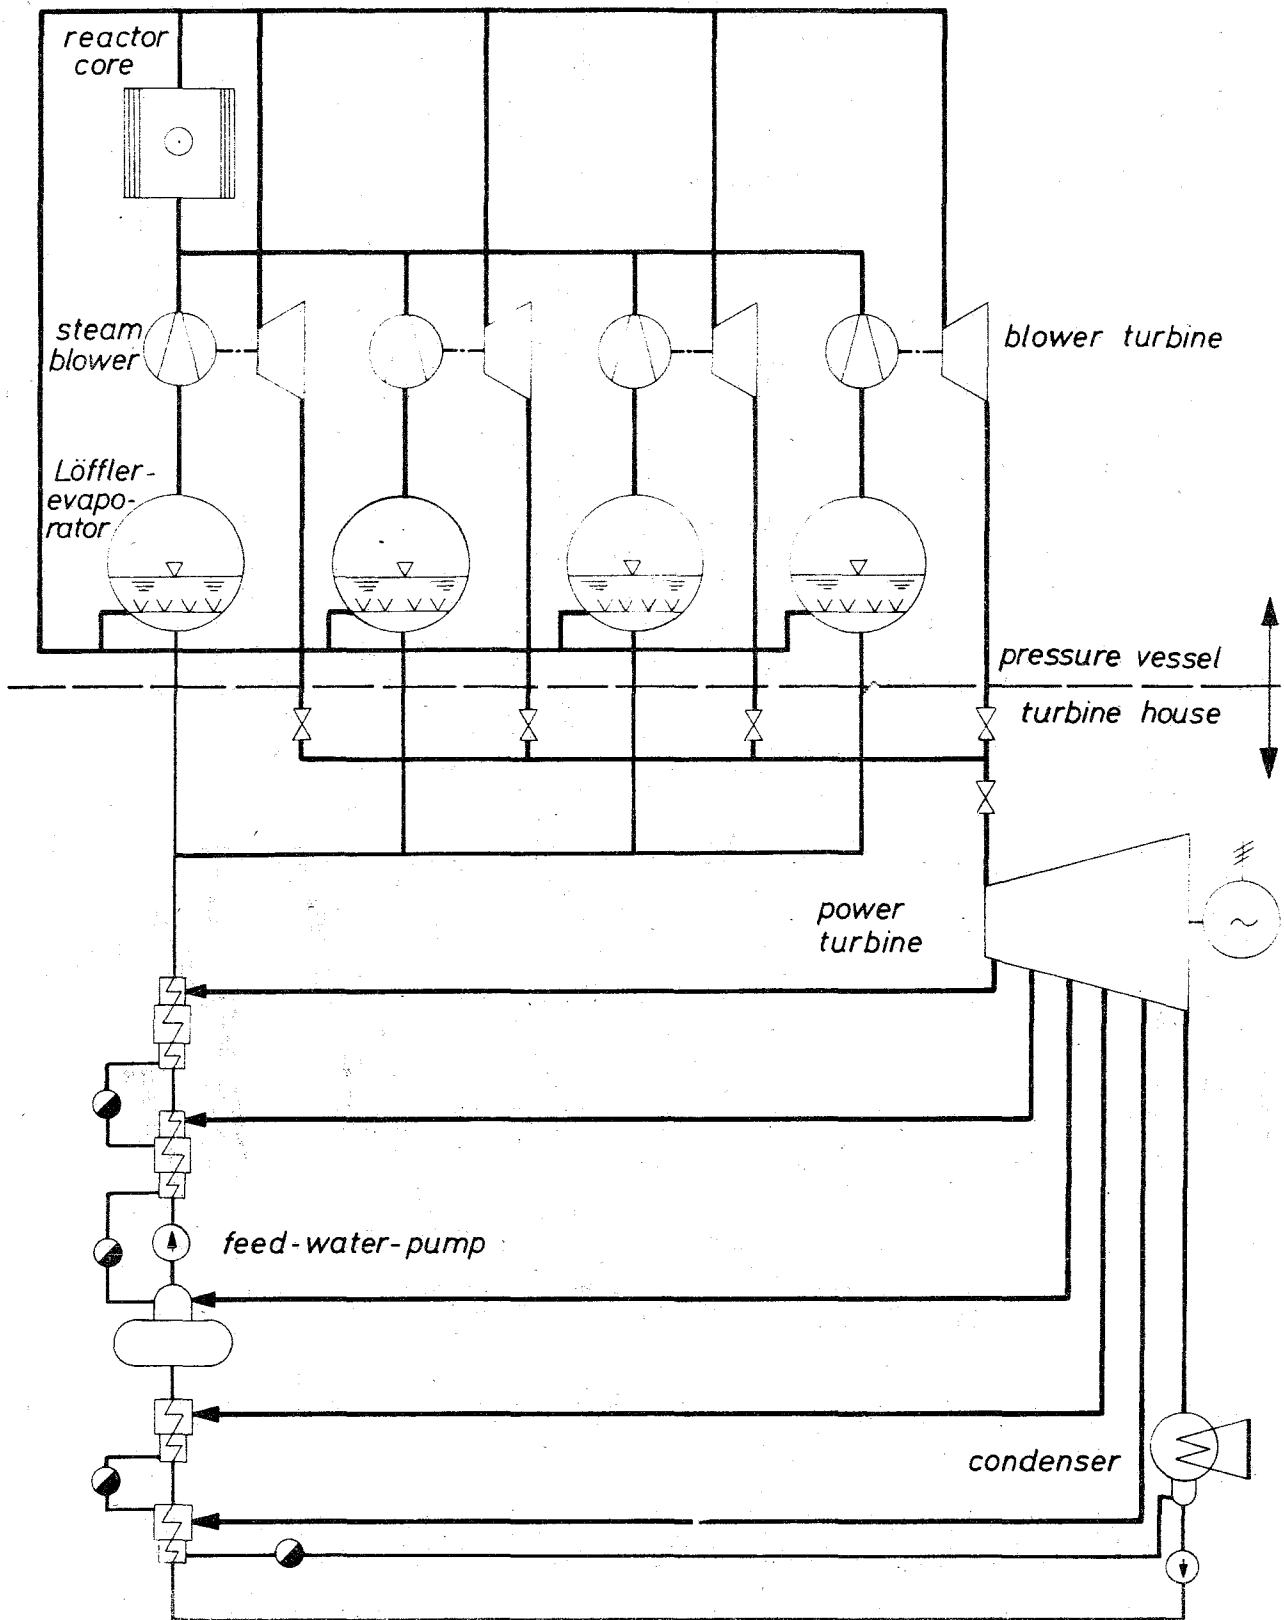 reactor
core
steam
blower
blower turbine
Löffler-
evapo-
rator
pressure vessel
turbine house
power
turbine
feed-water-pump
condenser